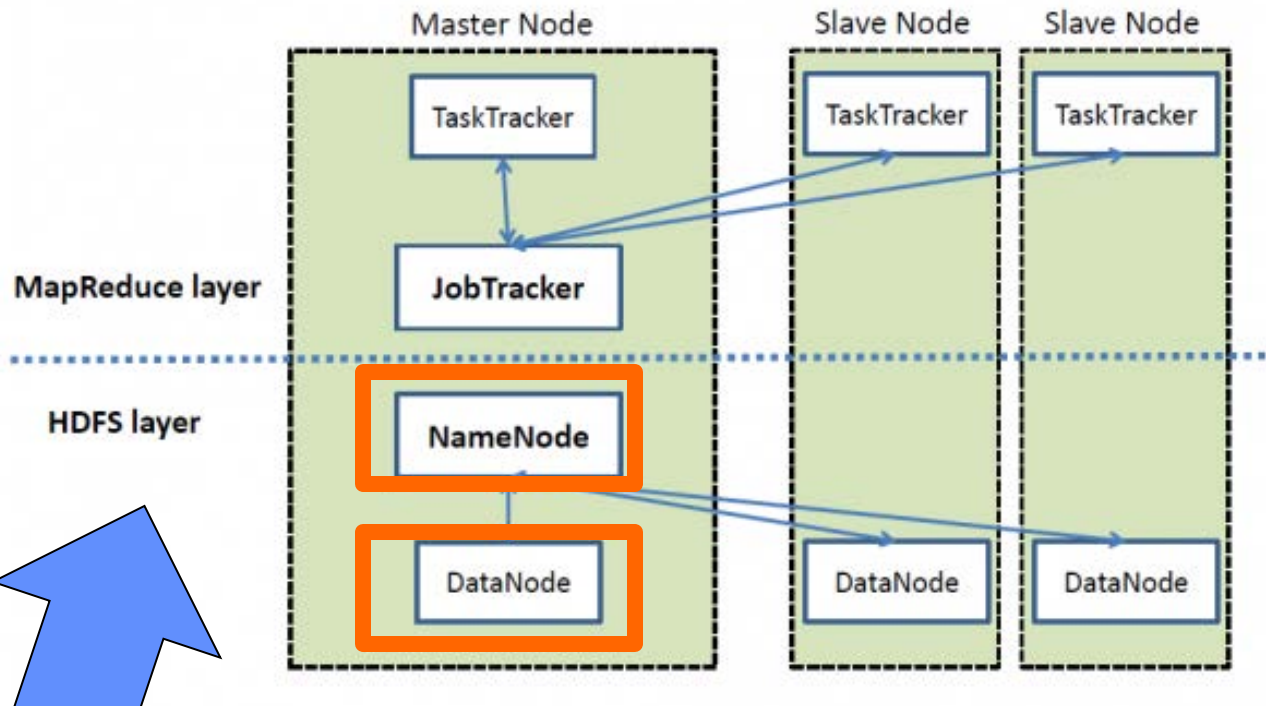 Master Node
Slave Node
Slave Node
TaskTracker
TaskTracker
TaskTracker
MapReduce layer
JobTracker
HDFS layer
NameNode
DataNode
DataNode
DataNode